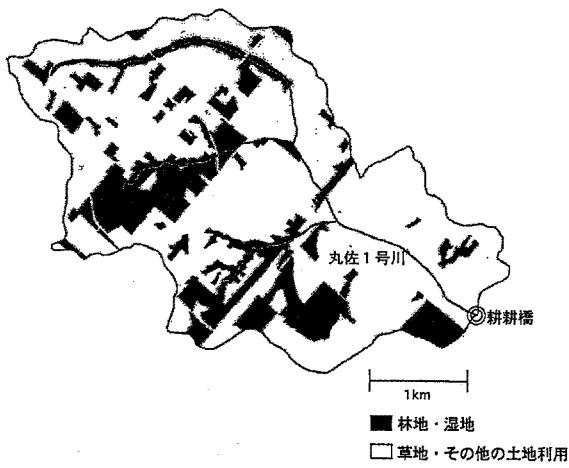 丸佐1号川
耕耕橋
1km
林地・湿地
草地・その他の土地利用